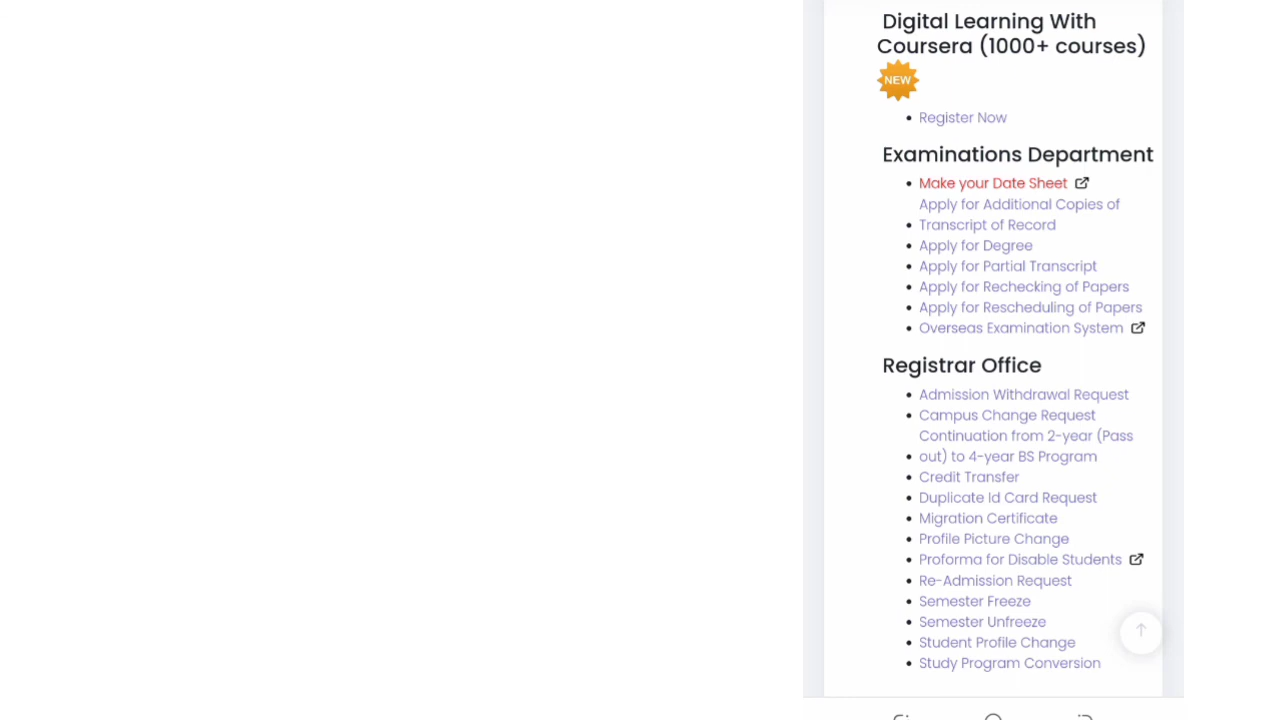 Digital Learning With
Coursera (1000+ courses)
NEW
Register Now
Examinations Department
Make your Date Sheet
Apply for Additional Copies of
Transcript of Record
Apply for Degree
Apply for Partial Transcript
Apply for Rechecking of Papers
Apply for Rescheduling of Papers
Overseas Examination System
Registrar Office
Admission Withdrawal Request
Campus Change Request
Continuation from 2-year (Pass
out) to 4-year BS Program
Credit Transfer
Duplicate Id Card Request
Migration Certificate
Profile Picture Change
Proforma for Disable Students
Re-Admission Request
Semester Freeze
Semester Unfreeze
Student Profile Change
Study Program Conversion